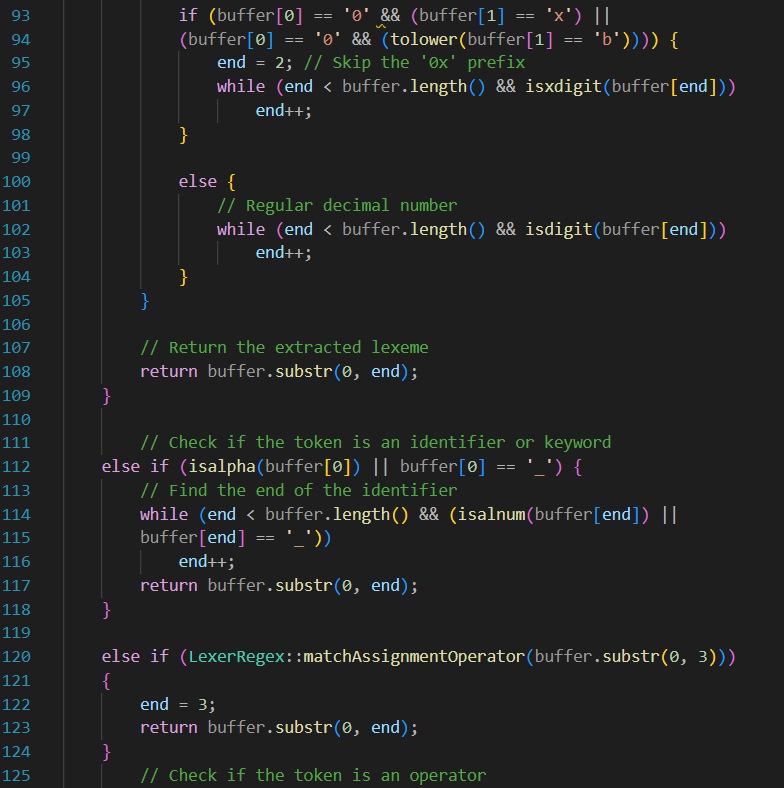 93 if (buffer[0] == '0' && (buffer[1] == 'x') ||
94 (buffer[0] == '0' && (tolower(buffer[1] == 'b')))) {
95 end = 2; // Skip the '0x' prefix
96 while (end < buffer.length() && isxdigit(buffer[end]))
97 end++;
98 }
99
100 else {
101 // Regular decimal number
102 while (end < buffer.length() && isdigit(buffer[end]))
103 end++;
104 }
105 }
106
107 // Return the extracted lexeme
108 return buffer.substr(0, end);
109 }
110
111 // Check if the token is an identifier or keyword
112 else if (isalpha(buffer[0]) || buffer[0] == '_') {
113 // Find the end of the identifier
114 while (end < buffer.length() && (isalnum(buffer[end]) ||
115 buffer[end] == '_'))
116 end++;
117 return buffer.substr(0, end);
118 }
119
120 else if (LexerRegex::matchAssignmentOperator(buffer.substr(0, 3)))
121 {
122 end = 3;
123 return buffer.substr(0, end);
124 }
125 // Check if the token is an operator